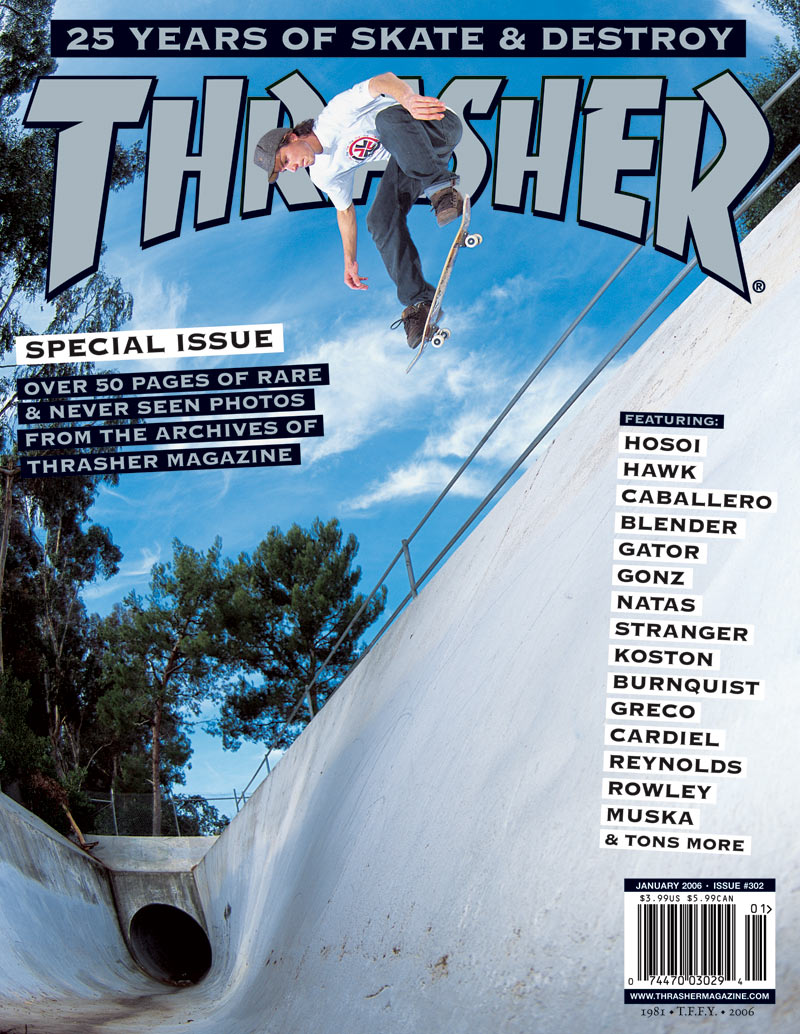 25 YEARS OF SKATE & DESTROY
THRASHER®
SPECIAL ISSUE
OVER 50 PAGES OF RARE
& NEVER SEEN PHOTOS
FROM THE ARCHIVES OF
THRASHER MAGAZINE
FEATURING:
HOSOI
HAWK
CABALLERO
BLENDER
GATOR
GONZ
NATAS
STRANGER
KOSTON
BURNQUIST
GRECO
CARDIEL
REYNOLDS
ROWLEY
MUSKA
& TONS MORE
JANUARY 2006 · ISSUE #302
$3.99US $5.99CAN
01>
0 74470 03029 4
WWW.THRASHERMAGAZINE.COM
1981 • T.F.F.Y. • 2006